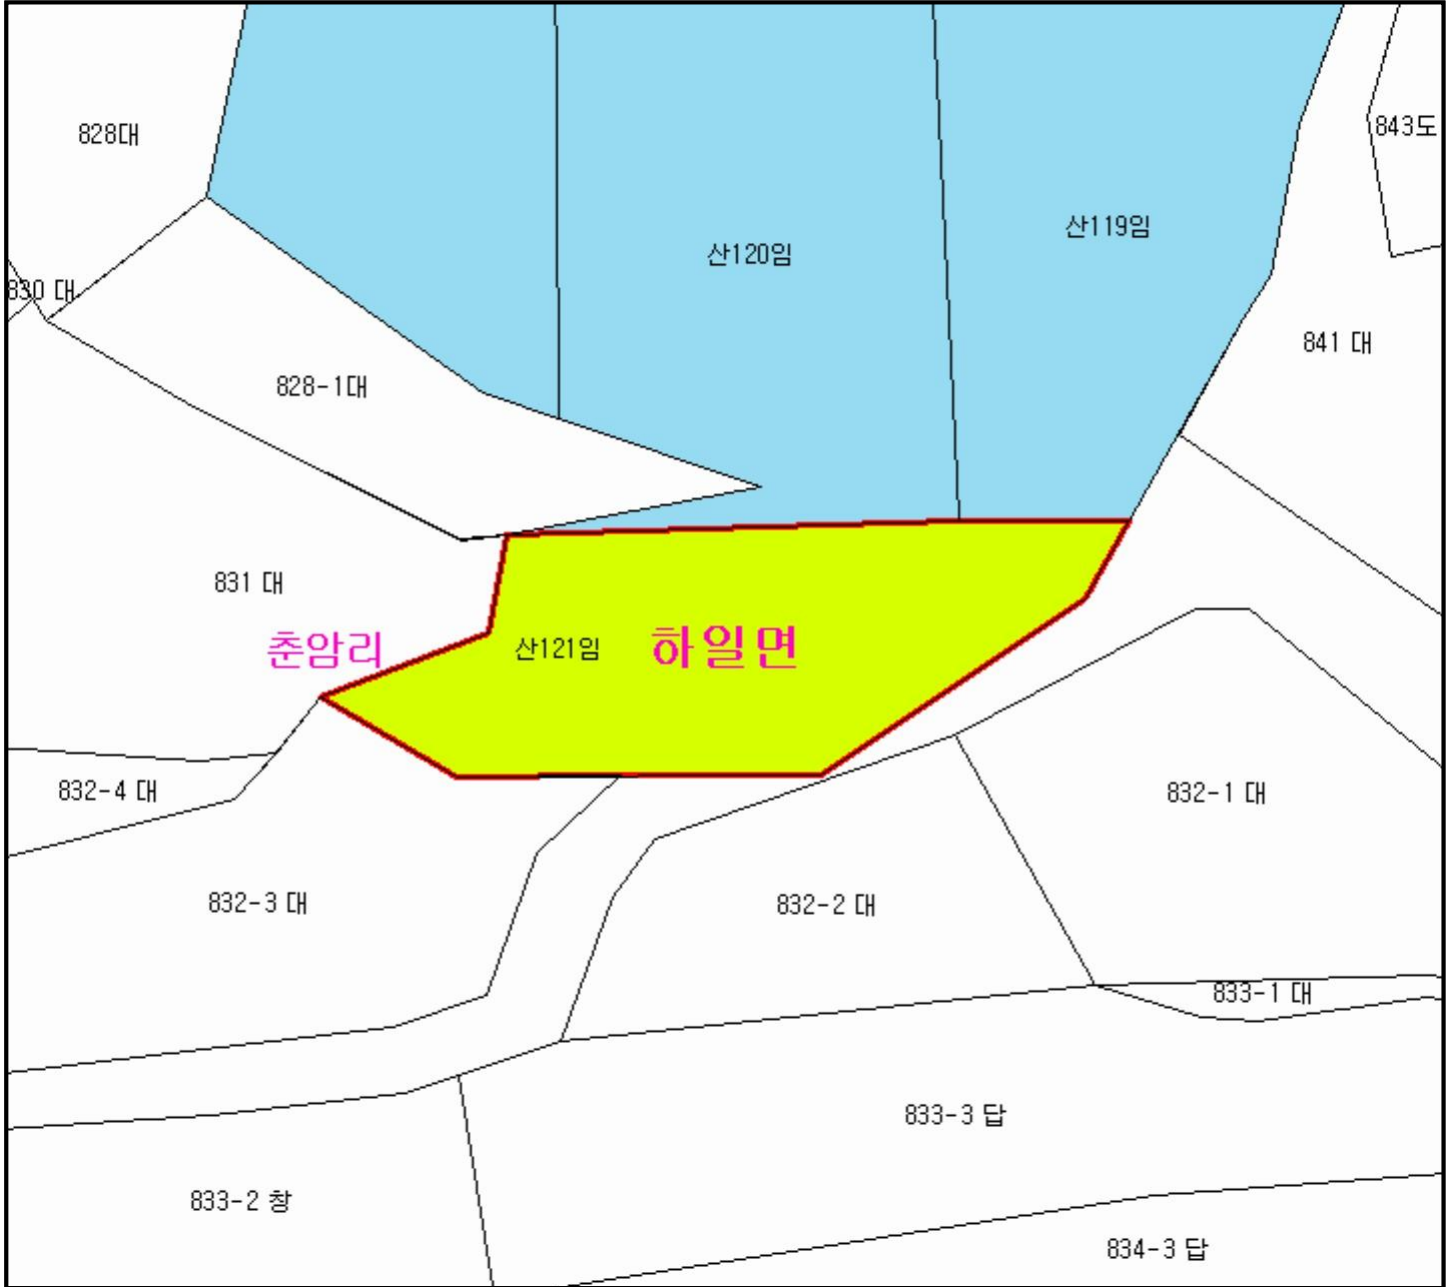 828대
843도
산119임
산120임
830 대
841 대
828-1대
831 대
춘암리
산121임
하일면
832-4 대
832-1 대
832-3 대
832-2 대
833-1 대
833-3 답
833-2 창
834-3 답